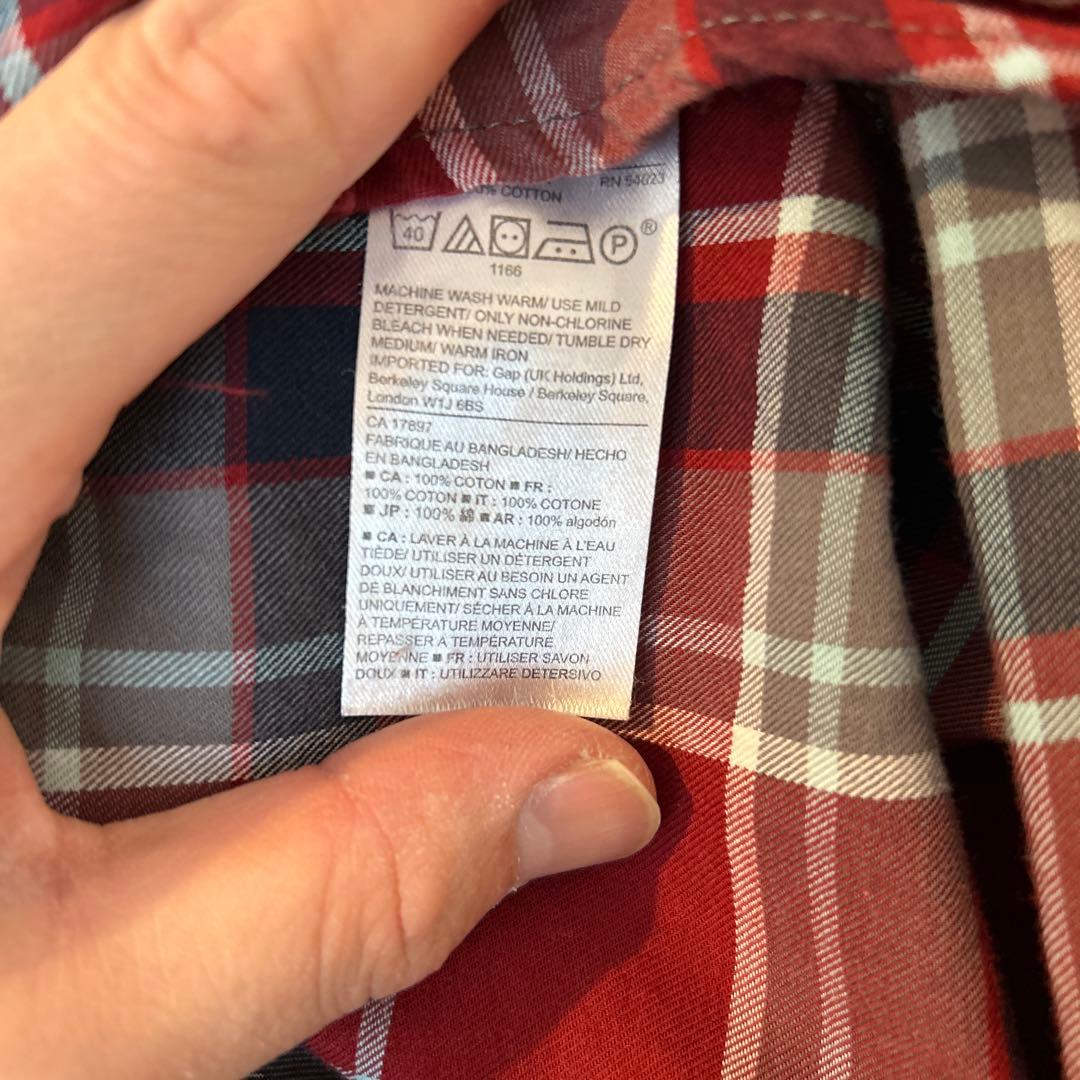 COTTON RN 54023
40 P ®
1166
MACHINE WASH WARM/ USE MILD
DETERGENT/ ONLY NON-CHLORINE
BLEACH WHEN NEEDED/ TUMBLE DRY
MEDIUM/ WARM IRON
IMPORTED FOR: Gap (UK Holdings) Ltd,
Berkeley Square House / Berkeley Square,
London W1J 6BS
CA 17897
FABRIQUE AU BANGLADESH/ HECHO
EN BANGLADESH
■ CA : 100% COTON ■ FR :
100% COTON ■ IT : 100% COTONE
■ JP : 100% 綿 ■ AR : 100% algodón
■ CA : LAVER À LA MACHINE À L'EAU
TIÈDE/ UTILISER UN DÉTERGENT
DOUX/ UTILISER AU BESOIN UN AGENT
DE BLANCHIMENT SANS CHLORE
UNIQUEMENT/ SÉCHER À LA MACHINE
À TEMPÉRATURE MOYENNE/
REPASSER À TEMPÉRATURE
MOYENNE ■ FR : UTILISER SAVON
DOUX ■ IT : UTILIZZARE DETERSIVO